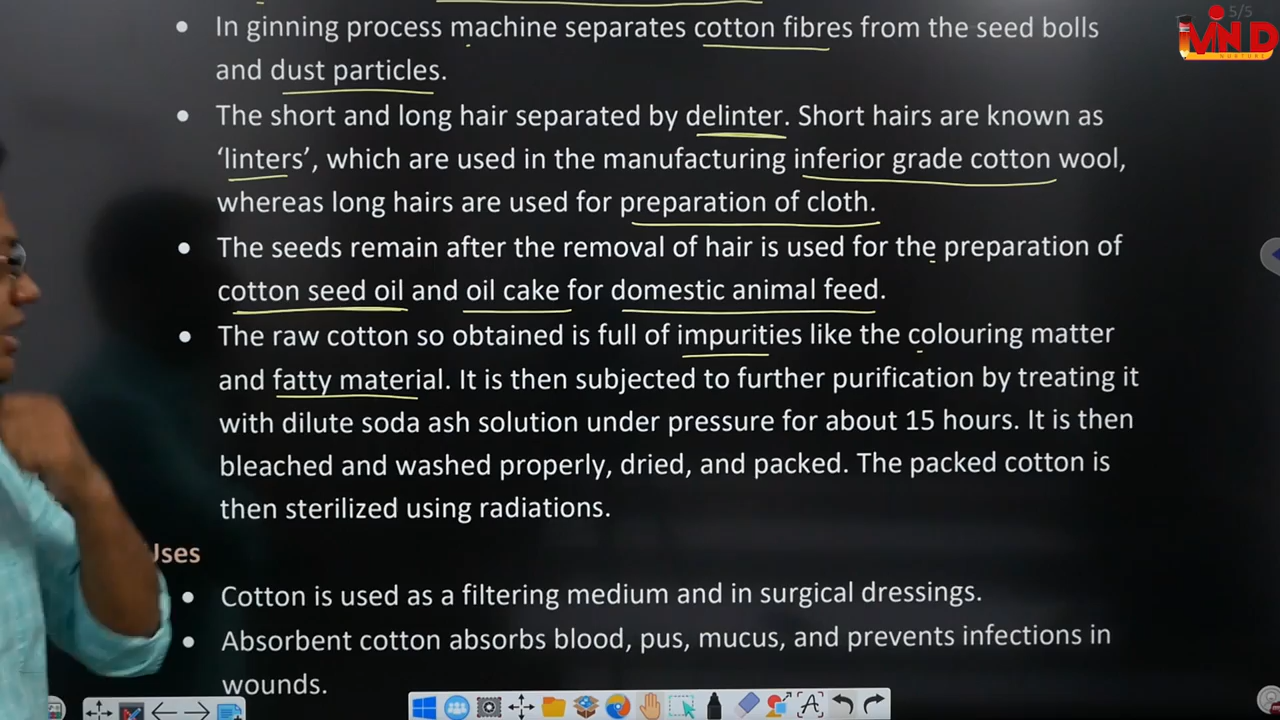 5/5
MIND
NURTURE
• In ginning process machine separates cotton fibres from the seed bolls
and dust particles.
• The short and long hair separated by delinter. Short hairs are known as
‘linters’, which are used in the manufacturing inferior grade cotton wool,
whereas long hairs are used for preparation of cloth.
• The seeds remain after the removal of hair is used for the preparation of
cotton seed oil and oil cake for domestic animal feed.
• The raw cotton so obtained is full of impurities like the colouring matter
and fatty material. It is then subjected to further purification by treating it
with dilute soda ash solution under pressure for about 15 hours. It is then
bleached and washed properly, dried, and packed. The packed cotton is
then sterilized using radiations.
Uses
• Cotton is used as a filtering medium and in surgical dressings.
• Absorbent cotton absorbs blood, pus, mucus, and prevents infections in
wounds.